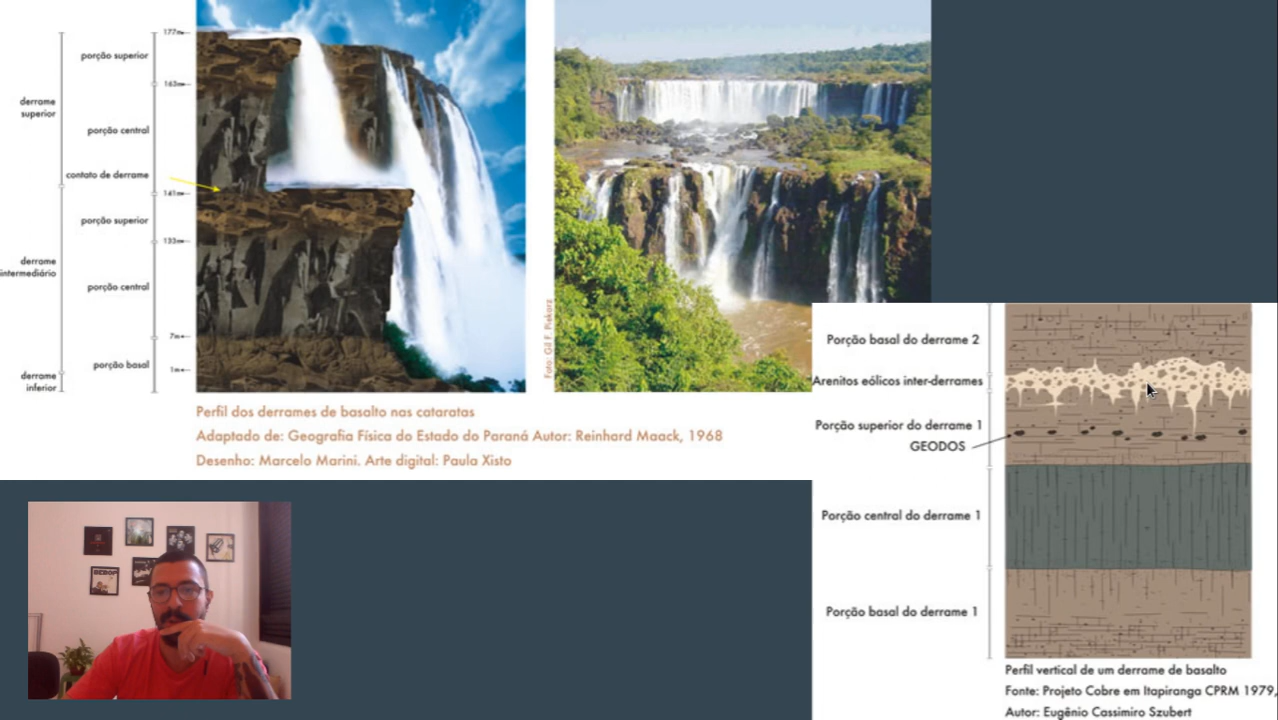 177m
porção superior
163m
derrame
superior
porção central
contato de derrame
141m
porção superior
132m
derrame
intermediário
porção central
7m
porção basal
1m
derrame
inferior
Foto: Gil F. Piekarz
Perfil dos derrames de basalto nas cataratas
Adaptado de: Geografia Física do Estado do Paraná Autor: Reinhard Maack, 1968
Desenho: Marcelo Marini. Arte digital: Paula Xisto
Porção basal do derrame 2
Arenitos eólicos inter-derrames
Porção superior do derrame 1
GEODOS
Porção central do derrame 1
Porção basal do derrame 1
Perfil vertical de um derrame de basalto
Fonte: Projeto Cobre em Itapiranga CPRM 1979,
Autor: Eugênio Cassimiro Szubert